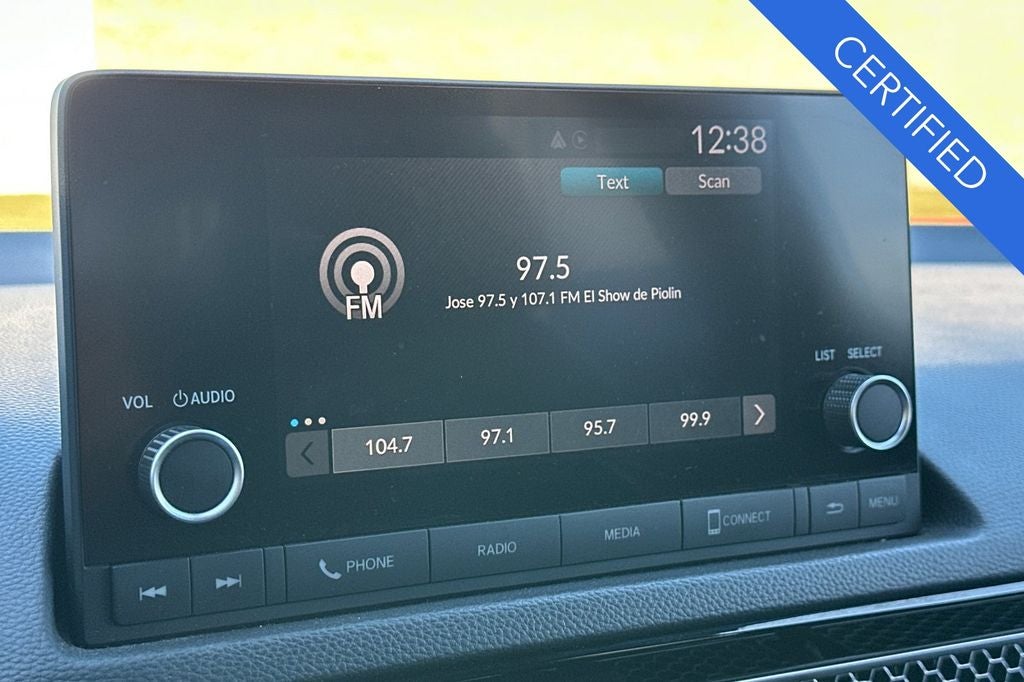 CERTIFIED
12:38
Text Scan
97.5
Jose 97.5 y 107.1 FM El Show de Piolin
FM
LIST SELECT
VOL AUDIO
104.7 97.1 95.7 99.9
PHONE RADIO MEDIA CONNECT MENU